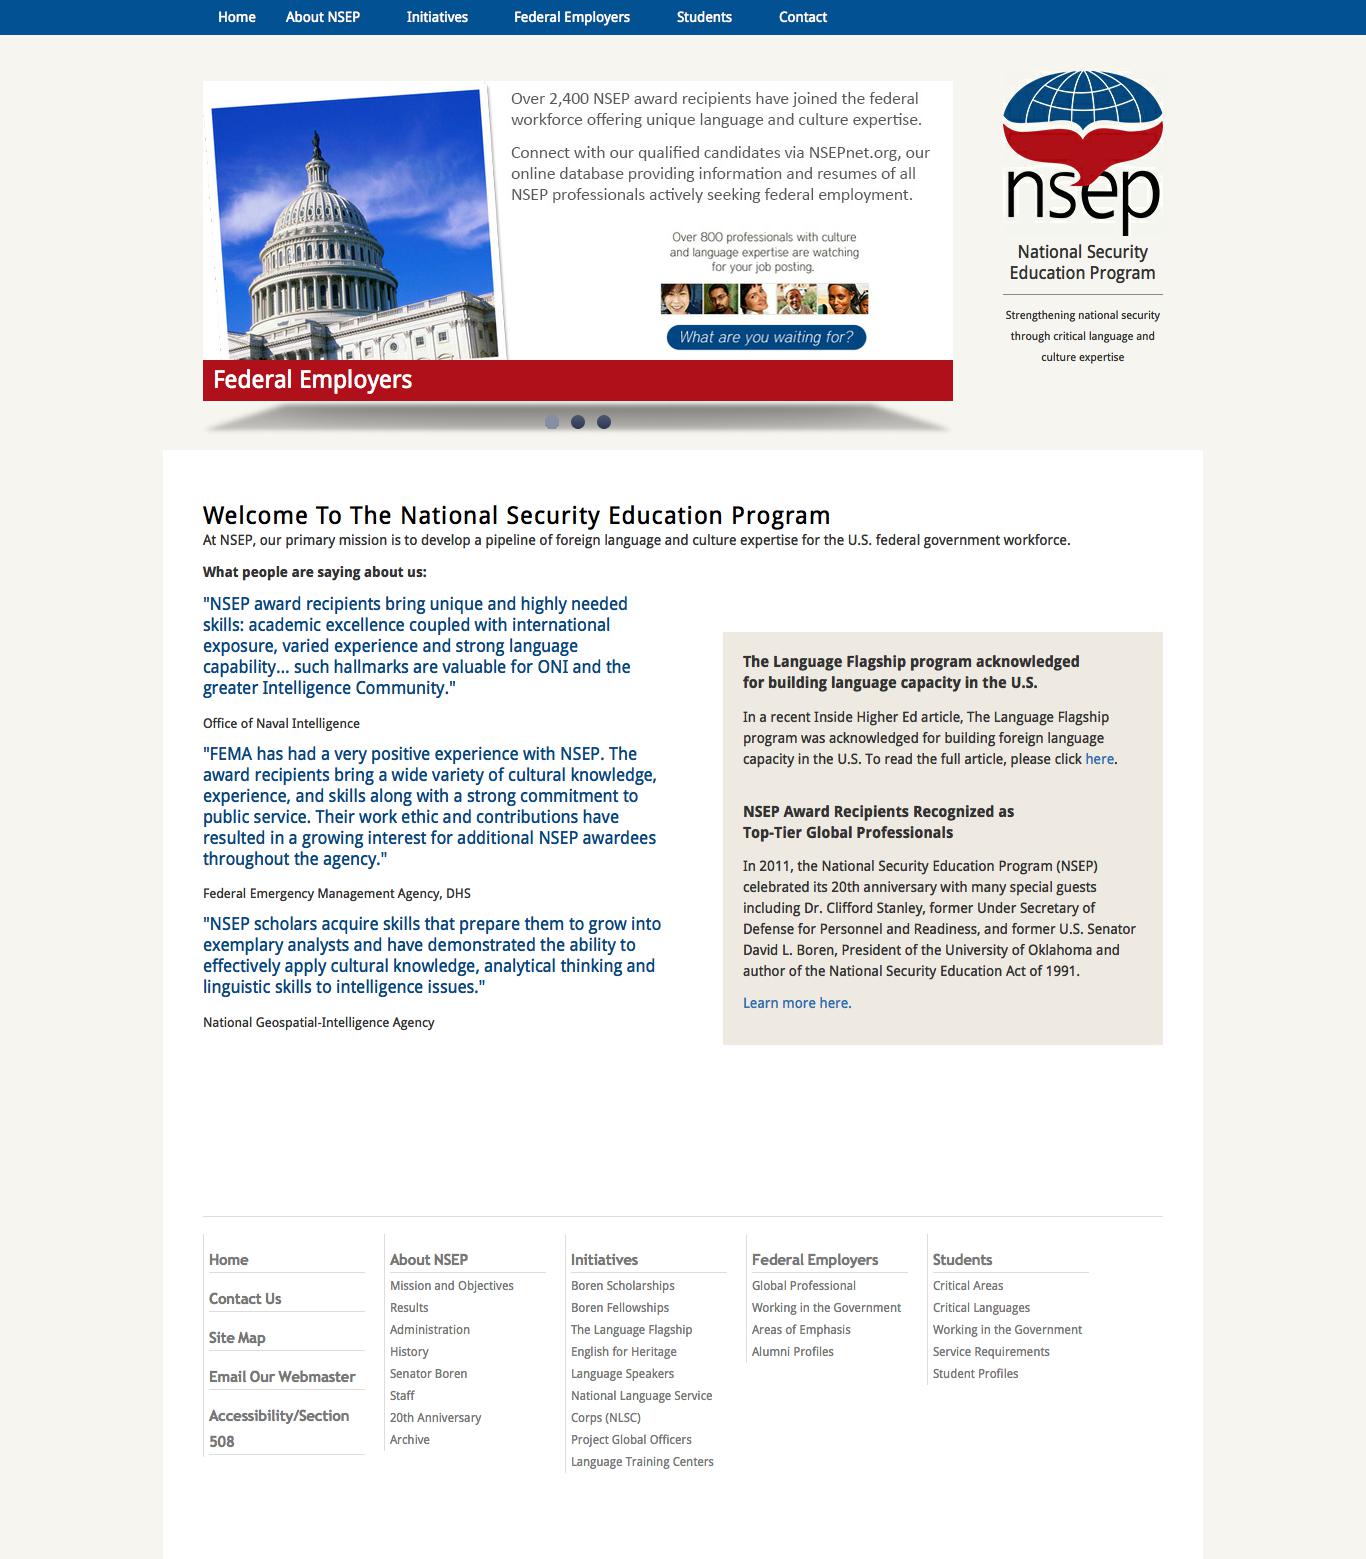 Home About NSEP Initiatives Federal Employers Students Contact
Over 2,400 NSEP award recipients have joined the federal
workforce offering unique language and culture expertise.
Connect with our qualified candidates via NSEPnet.org, our
online database providing information and resumes of all
NSEP professionals actively seeking federal employment.
Over 800 professionals with culture
and language expertise are watching
for your job posting.
What are you waiting for?
Federal Employers
nsep
National Security
Education Program
Strengthening national security
through critical language and
culture expertise
Welcome To The National Security Education Program
At NSEP, our primary mission is to develop a pipeline of foreign language and culture expertise for the U.S. federal government workforce.
What people are saying about us:
"NSEP award recipients bring unique and highly needed
skills: academic excellence coupled with international
exposure, varied experience and strong language
capability... such hallmarks are valuable for ONI and the
greater Intelligence Community."
Office of Naval Intelligence
"FEMA has had a very positive experience with NSEP. The
award recipients bring a wide variety of cultural knowledge,
experience, and skills along with a strong commitment to
public service. Their work ethic and contributions have
resulted in a growing interest for additional NSEP awardees
throughout the agency."
Federal Emergency Management Agency, DHS
"NSEP scholars acquire skills that prepare them to grow into
exemplary analysts and have demonstrated the ability to
effectively apply cultural knowledge, analytical thinking and
linguistic skills to intelligence issues."
National Geospatial-Intelligence Agency
The Language Flagship program acknowledged
for building language capacity in the U.S.
In a recent Inside Higher Ed article, The Language Flagship
program was acknowledged for building foreign language
capacity in the U.S. To read the full article, please click here.
NSEP Award Recipients Recognized as
Top-Tier Global Professionals
In 2011, the National Security Education Program (NSEP)
celebrated its 20th anniversary with many special guests
including Dr. Clifford Stanley, former Under Secretary of
Defense for Personnel and Readiness, and former U.S. Senator
David L. Boren, President of the University of Oklahoma and
author of the National Security Education Act of 1991.
Learn more here.
Home
Contact Us
Site Map
Email Our Webmaster
Accessibility/Section
508
About NSEP
Mission and Objectives
Results
Administration
History
Senator Boren
Staff
20th Anniversary
Archive
Initiatives
Boren Scholarships
Boren Fellowships
The Language Flagship
English for Heritage
Language Speakers
National Language Service
Corps (NLSC)
Project Global Officers
Language Training Centers
Federal Employers
Global Professional
Working in the Government
Areas of Emphasis
Alumni Profiles
Students
Critical Areas
Critical Languages
Working in the Government
Service Requirements
Student Profiles